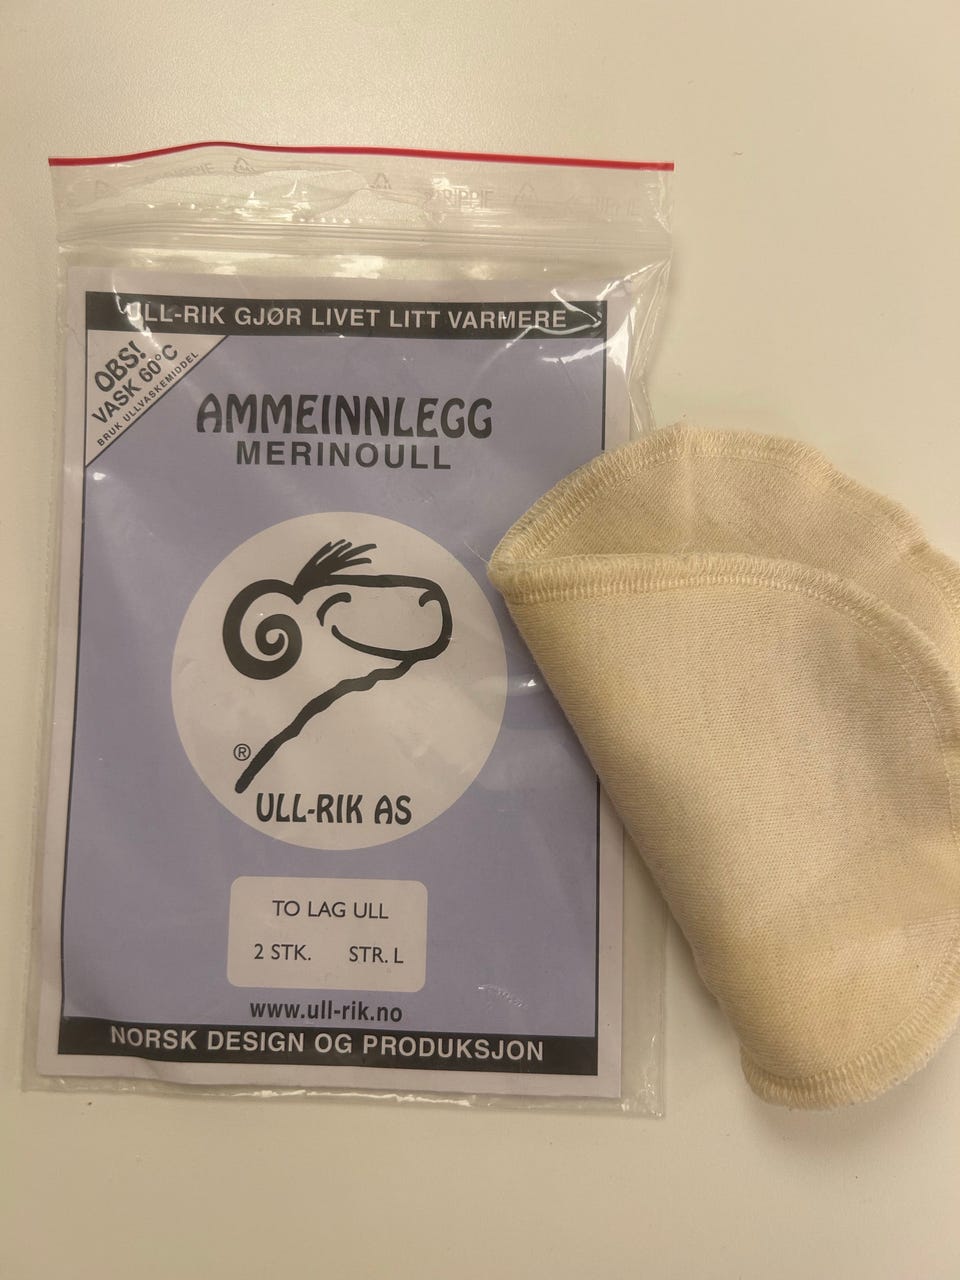 GRIPPIE
ULL-RIK GJØR LIVET LITT VARMERE
OBS!
VASK 60°C
BRUK ULLVASKEMIDDEL
AMMEINNLEGG
MERINOULL
®
ULL-RIK AS
TO LAG ULL
2 STK. STR. L
www.ull-rik.no
NORSK DESIGN OG PRODUKSJON